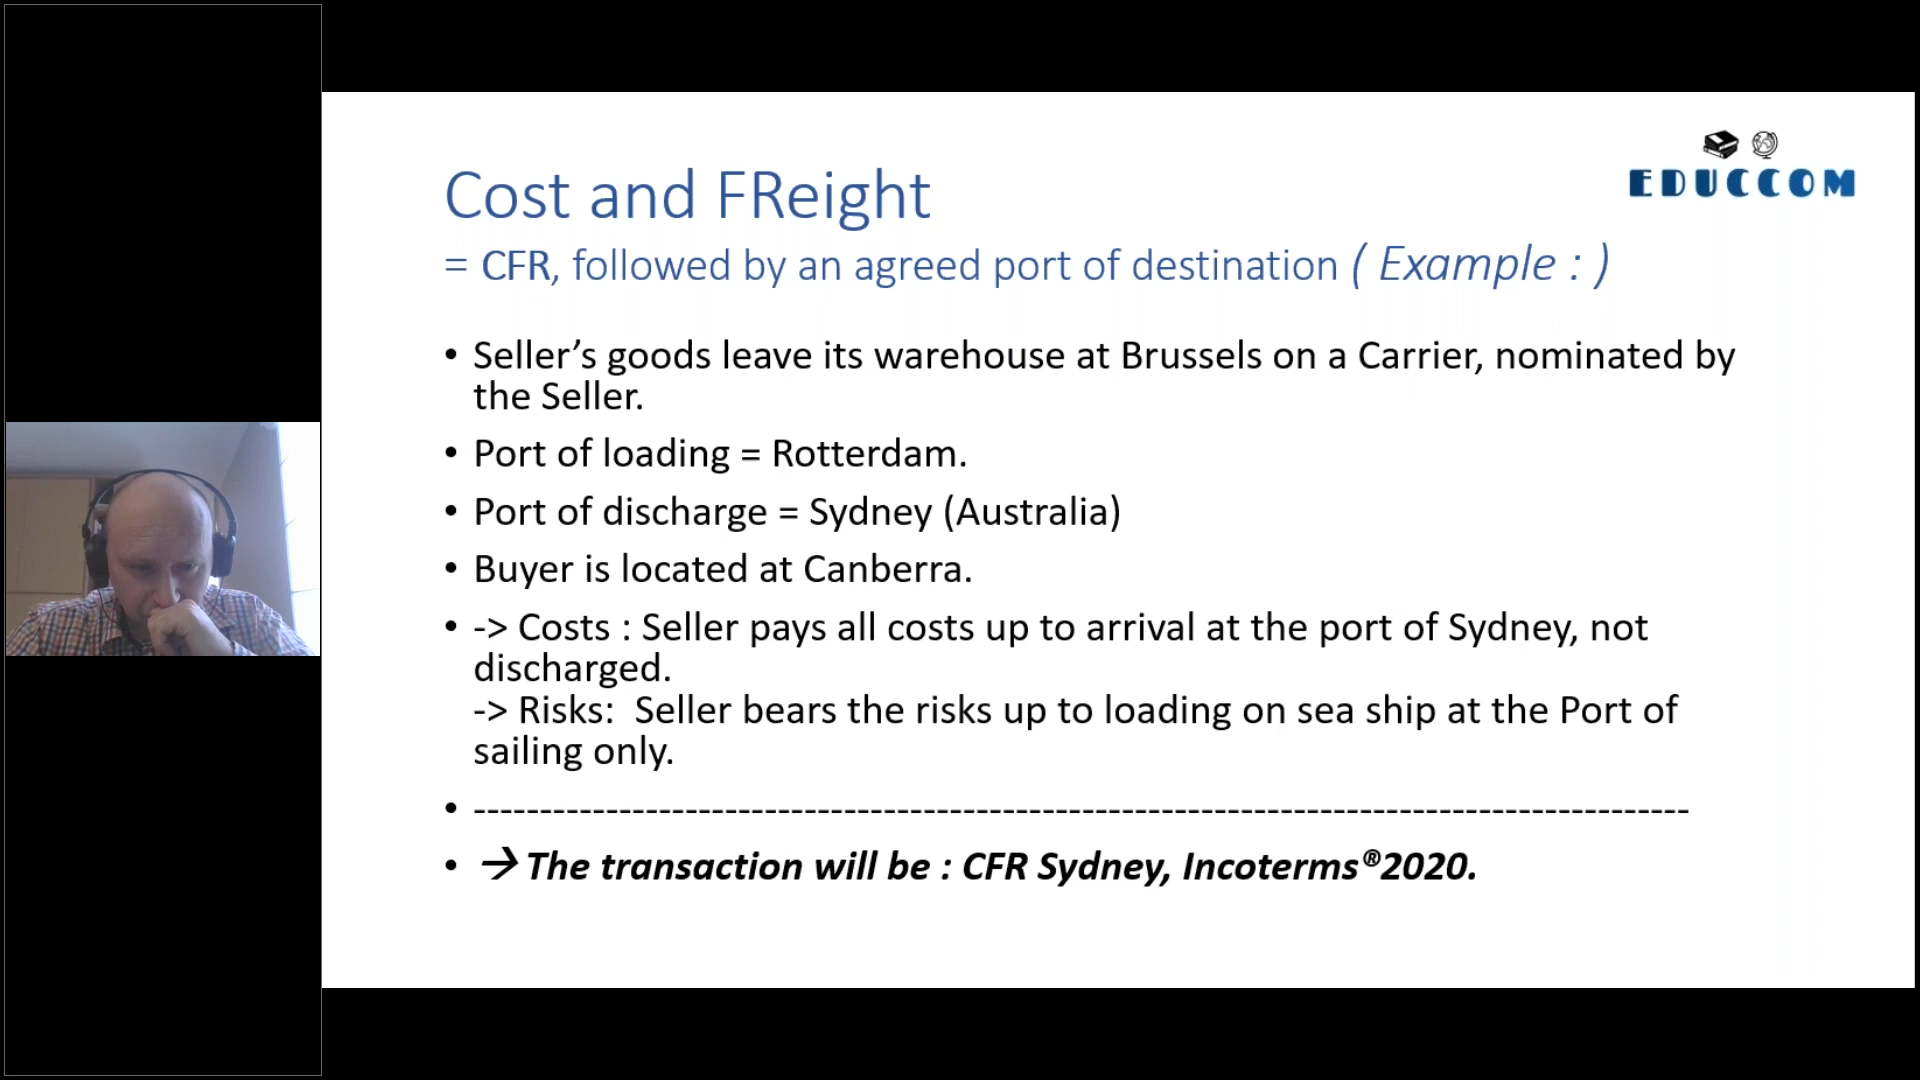 EDUCCOM
Cost and FReight
= CFR, followed by an agreed port of destination ( Example : )
• Seller’s goods leave its warehouse at Brussels on a Carrier, nominated by
the Seller.
• Port of loading = Rotterdam.
• Port of discharge = Sydney (Australia)
• Buyer is located at Canberra.
• -> Costs : Seller pays all costs up to arrival at the port of Sydney, not
discharged.
-> Risks:  Seller bears the risks up to loading on sea ship at the Port of
sailing only.
• --------------------------------------------------------------------------------------------
• → The transaction will be : CFR Sydney, Incoterms®2020.